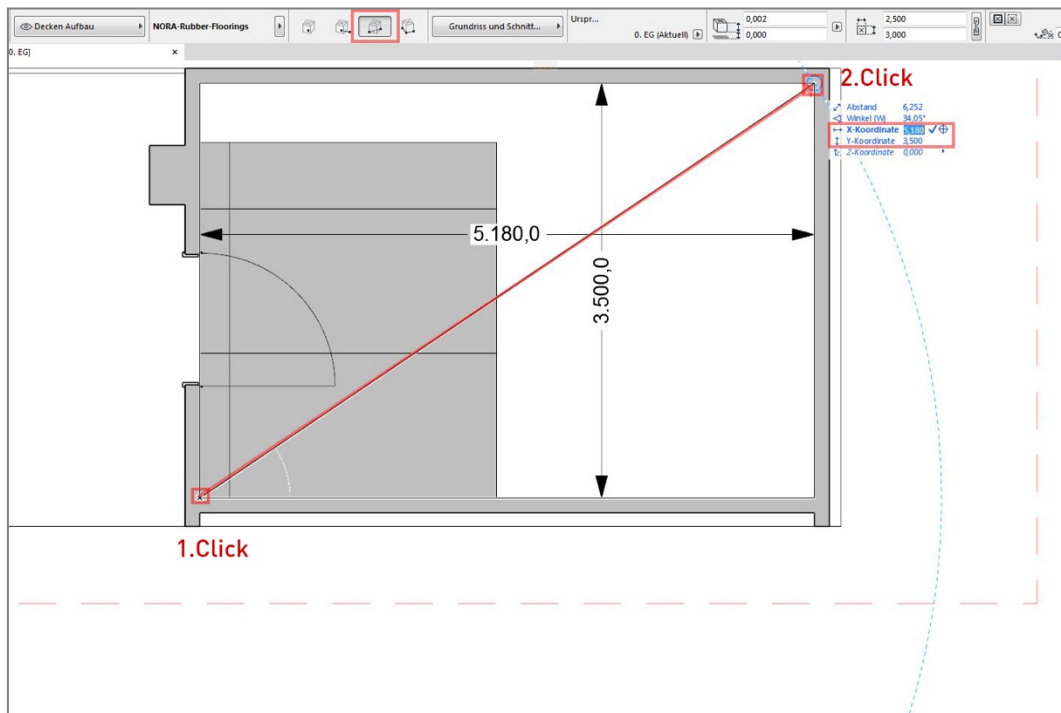 Decken Aufbau
NORA-Rubber-Floorings
Grundriss und Schnitt...
Urspr...
0. EG (Aktuell)
0,002
0,000
2,500
3,000
0. EG]
2.Click
Abstand 6,252
Winkel (W) 34,05°
X-Koordinate 5,180
Y-Koordinate 3,500
Z-Koordinate 0,000
5.180,0
3.500,0
1.Click